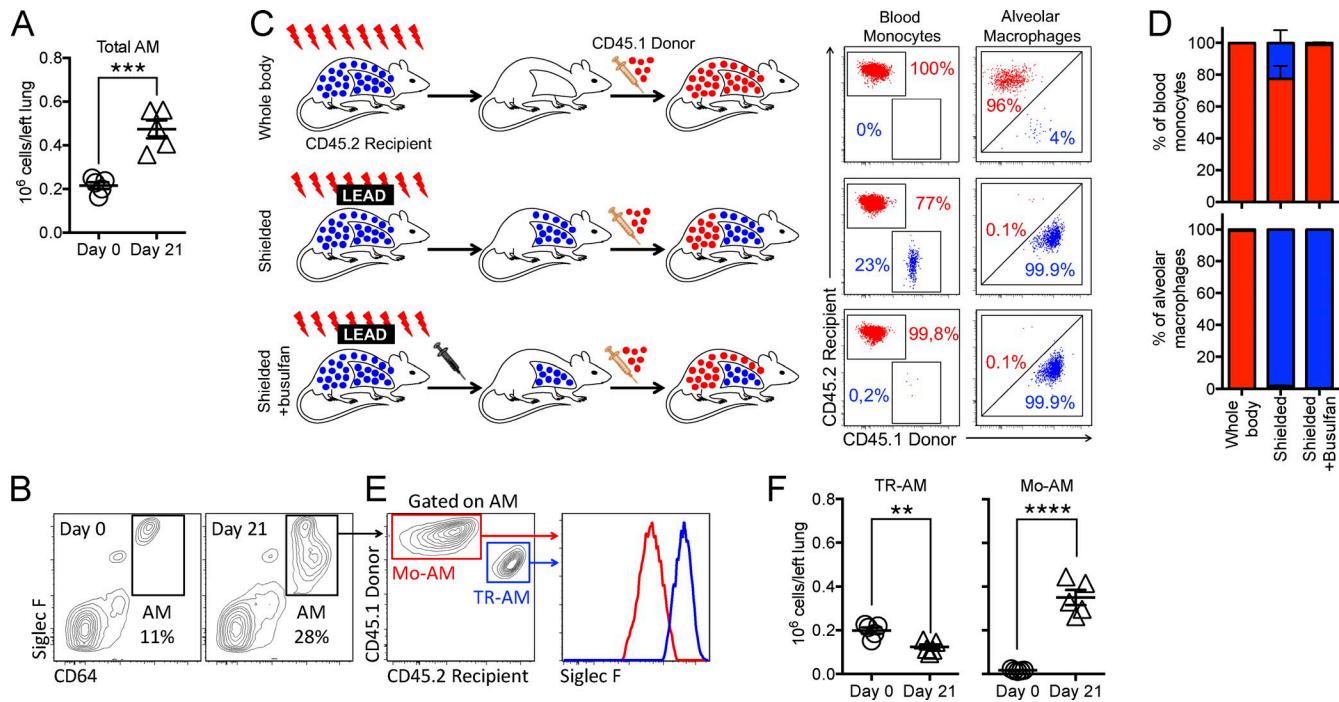 A
Total AM
***
10⁶ cells/left lung
0.8
0.6
0.4
0.2
0.0
Day 0 Day 21
C
Whole body
CD45.2 Recipient
CD45.1 Donor
Shielded
LEAD
Shielded
+busulfan
LEAD
Blood
Monocytes
Alveolar
Macrophages
100%
0%
96%
4%
77%
23%
0.1%
99.9%
99,8%
0,2%
0.1%
99.9%
CD45.2 Recipient
CD45.1 Donor
D
% of blood
monocytes
100
80
60
40
20
0
% of alveolar
macrophages
100
80
60
40
20
0
Whole
body
Shielded
Shielded
+Busulfan
B
Day 0
AM
11%
Day 21
AM
28%
Siglec F
CD64
E
Gated on AM
Mo-AM
TR-AM
CD45.1 Donor
CD45.2 Recipient
Siglec F
F
TR-AM
**
10⁶ cells/left lung
0.8
0.6
0.4
0.2
0.0
Day 0 Day 21
Mo-AM
****
Day 0 Day 21